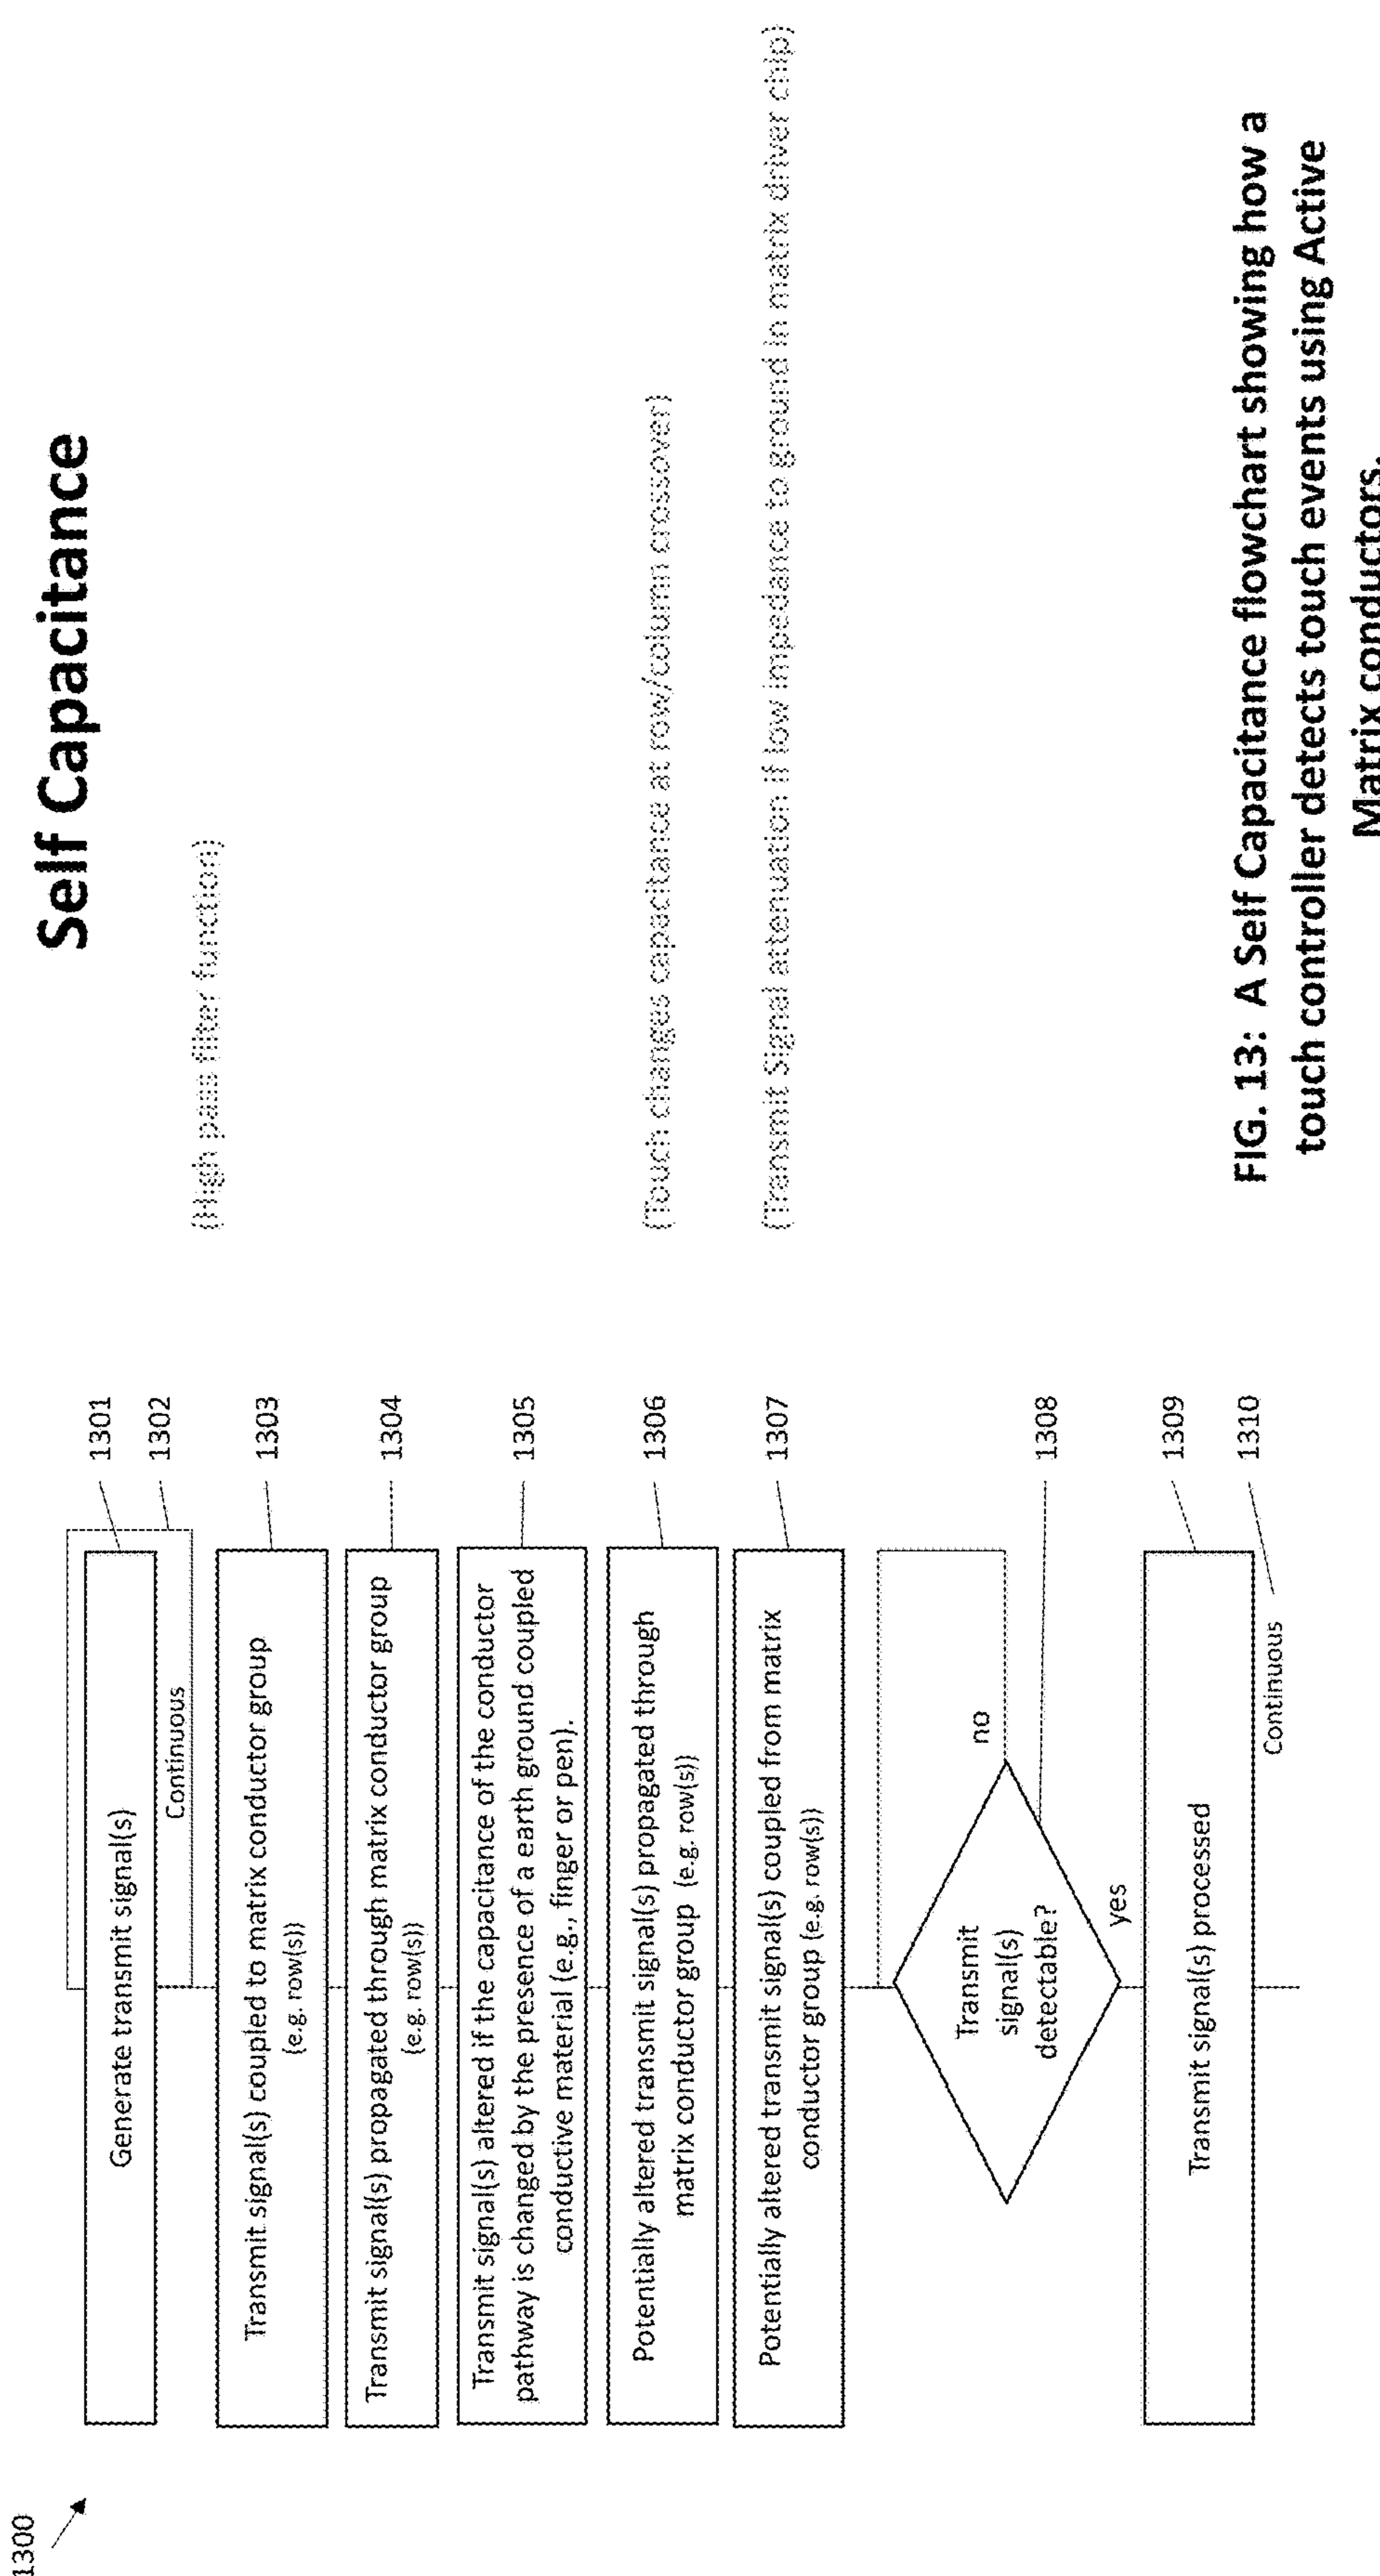 1300
Self Capacitance
Generate transmit signal(s)
1301
Continuous
1302
(High pass filter function)
Transmit signal(s) coupled to matrix conductor group
(e.g. row(s))
1303
Transmit signal(s) propagated through matrix conductor group
(e.g. row(s))
1304
Transmit signal(s) altered if the capacitance of the conductor
pathway is changed by the presence of a earth ground coupled
conductive material (e.g., finger or pen).
1305
Potentially altered transmit signal(s) propagated through
matrix conductor group (e.g. row(s))
1306
(Touch changes capacitance at row/column crossover)
Potentially altered transmit signal(s) coupled from matrix
conductor group (e.g. row(s))
1307
(Transmit Signal attenuation if low impedance to ground in matrix driver chip)
Transmit
signal(s)
detectable?
no
1308
yes
Transmit signal(s) processed
1309
Continuous
1310
FIG. 13: A Self Capacitance flowchart showing how a
touch controller detects touch events using Active
Matrix conductors.